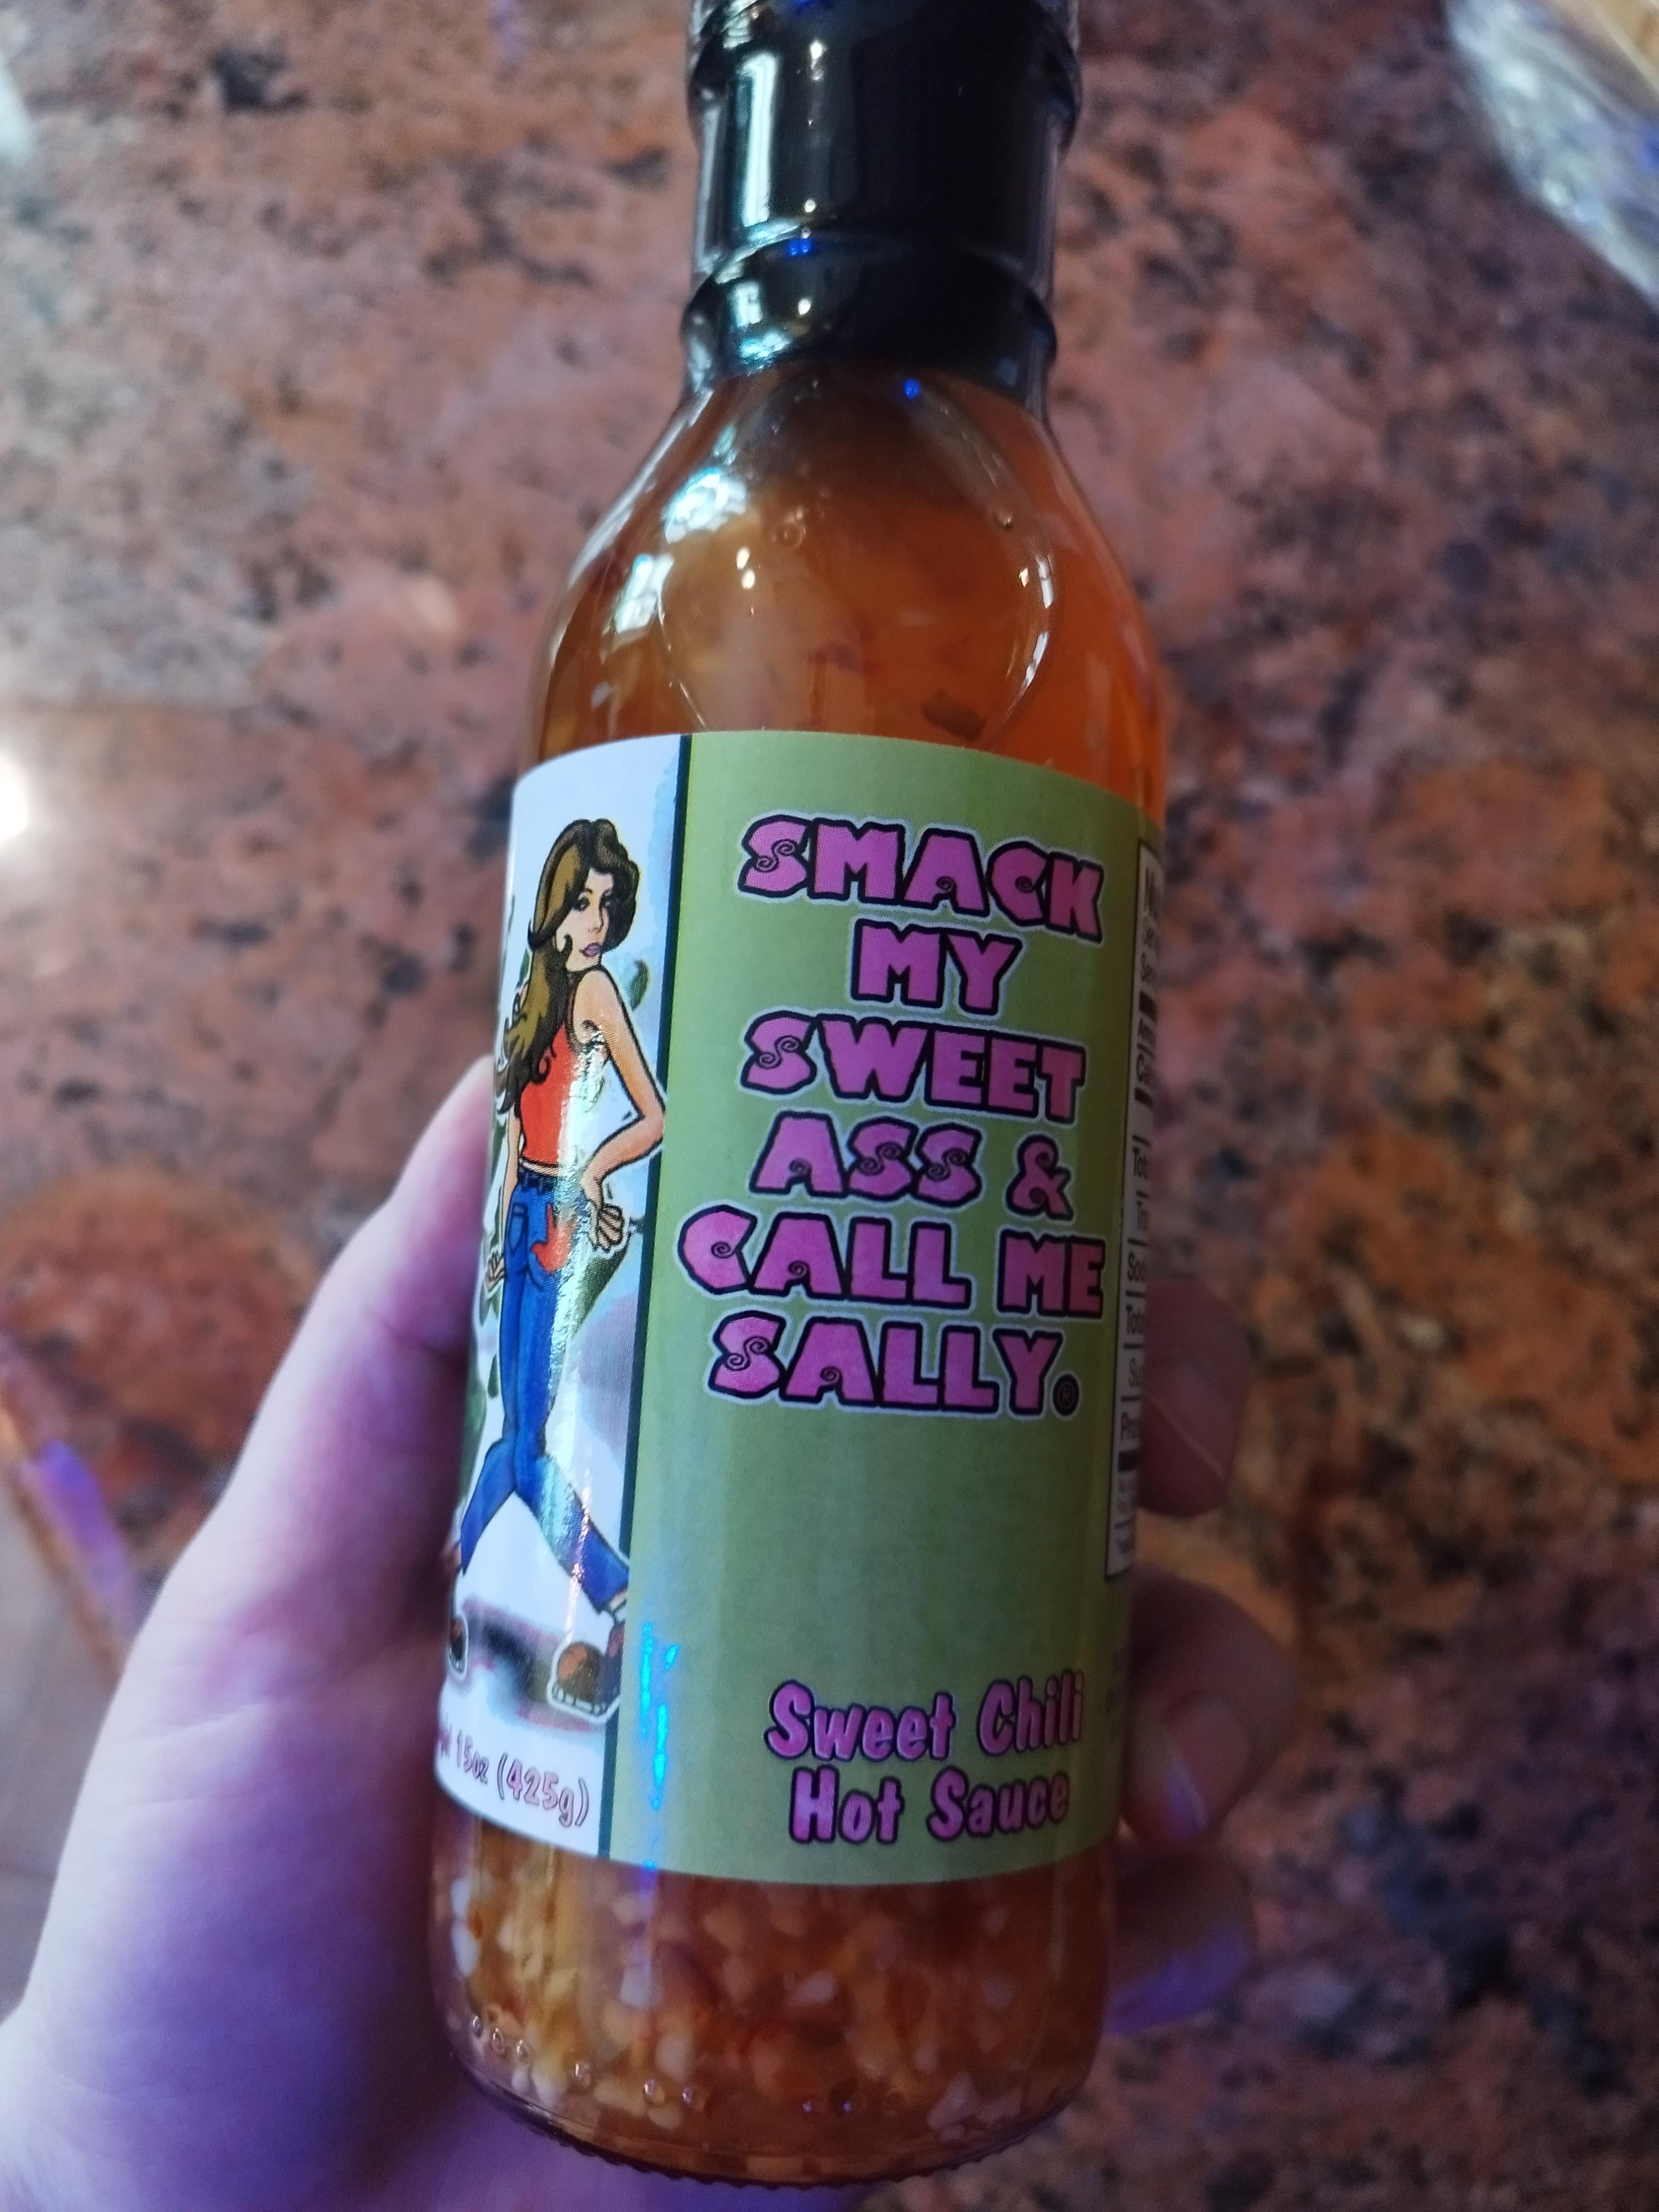 SMACK
MY
SWEET
ASS &
CALL ME
SALLY.®
Sweet Chili
Hot Sauce
15oz (425g)